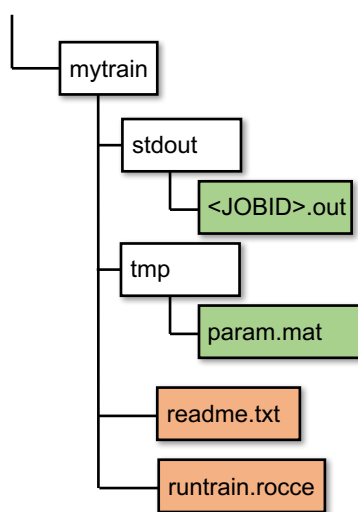 mytrain
stdout
<JOBID>.out
tmp
param.mat
readme.txt
runtrain.rocce